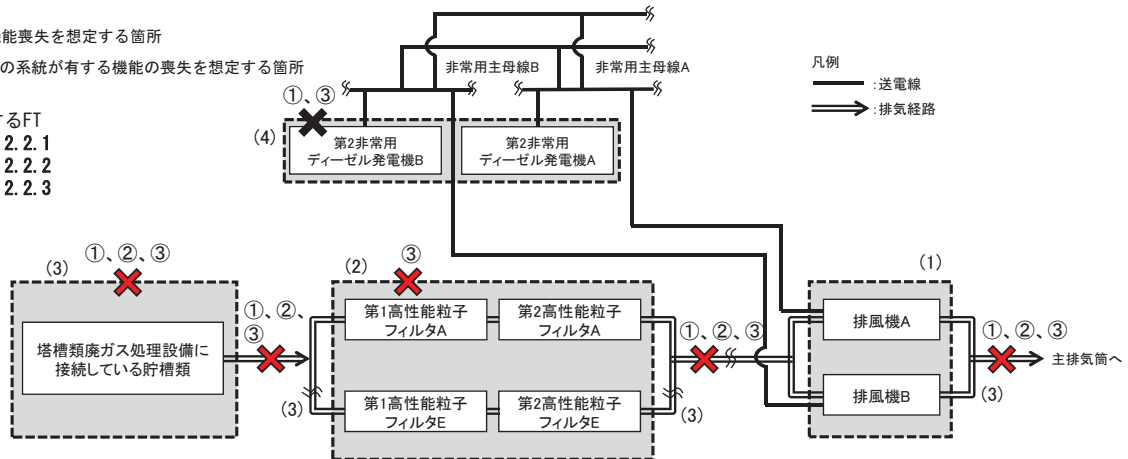 能喪失を想定する箇所
の系統が有する機能の喪失を想定する箇所
るFT
2.2.1
2.2.2
2.2.3
非常用主母線B
非常用主母線A
凡例
:送電線
:排気経路
①、③
(4)
第2非常用
ディーゼル発電機B
第2非常用
ディーゼル発電機A
(3)
①、②、③
塔槽類廃ガス処理設備に
接続している貯槽類
①、②、
③
(2)
③
第1高性能粒子
フィルタA
第2高性能粒子
フィルタA
(3)
第1高性能粒子
フィルタE
第2高性能粒子
フィルタE
(3)
①、②、③
(1)
排風機A
排風機B
①、②、③
主排気筒へ
(3)